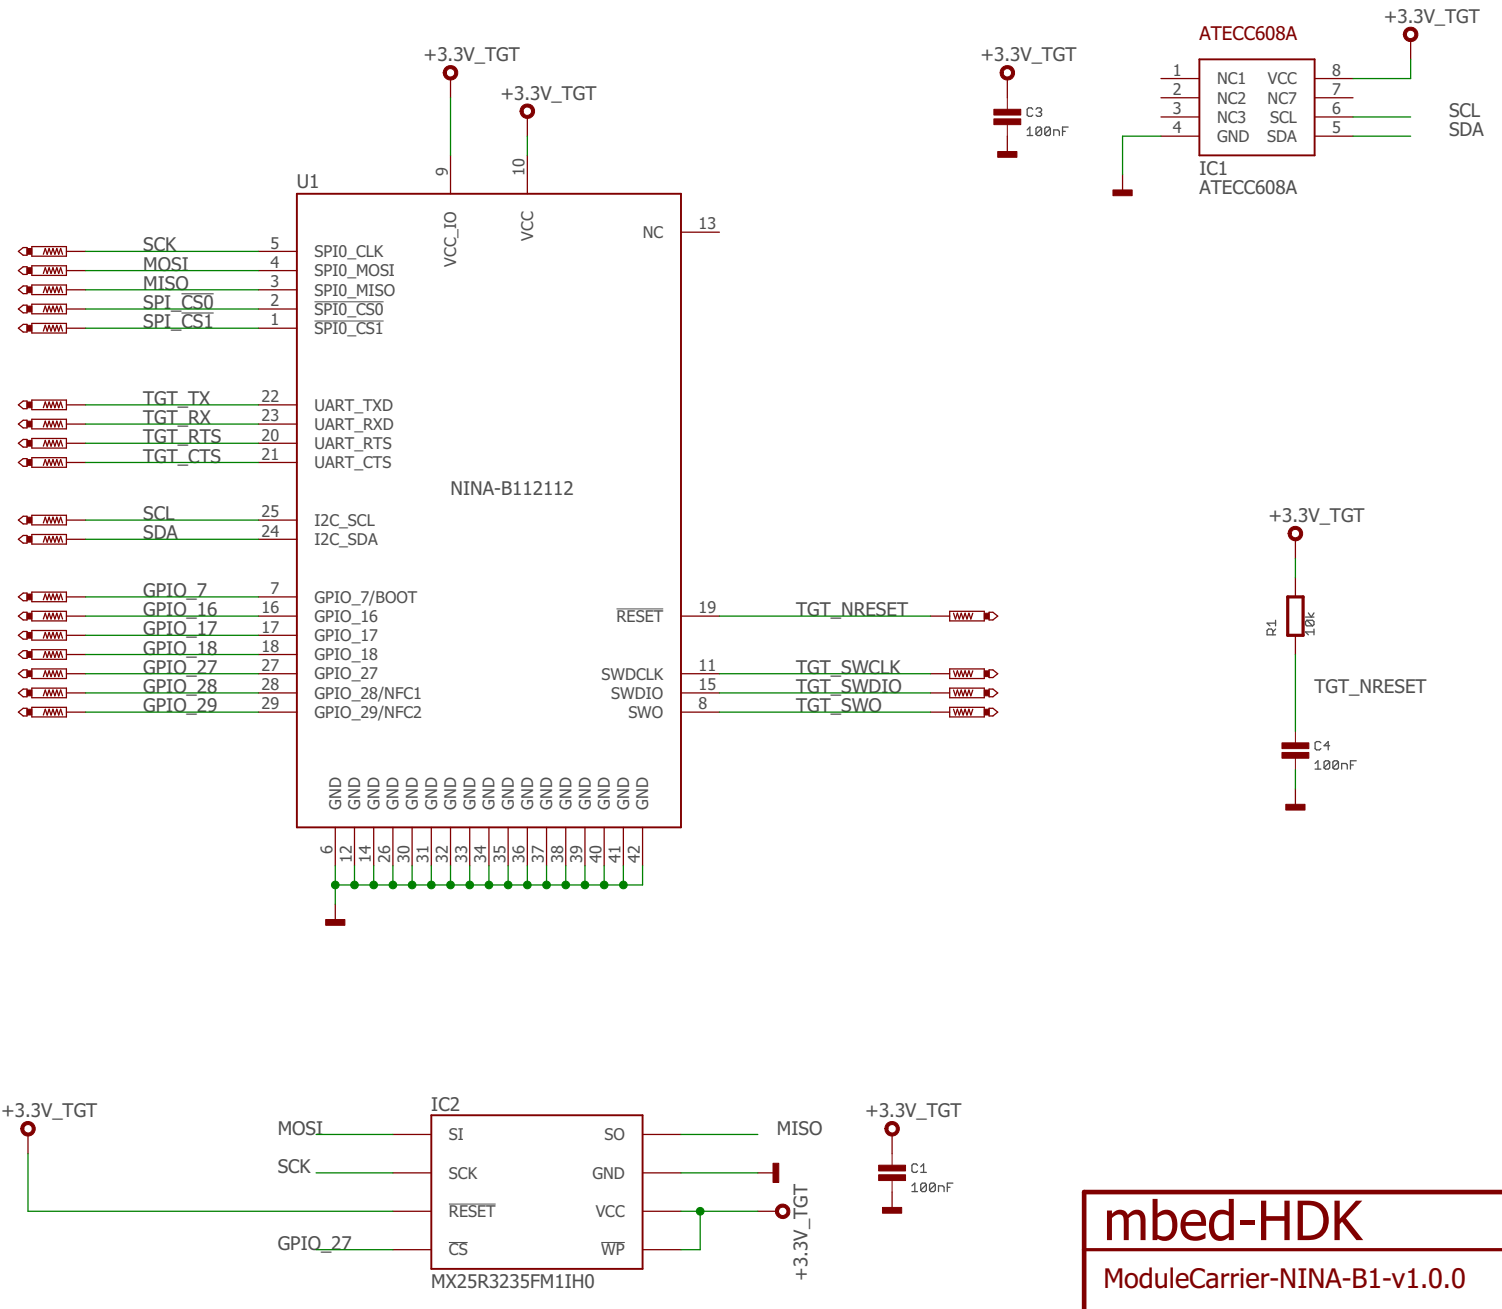 +3.3V_TGT
ATECC608A
1 NC1 VCC 8
2 NC2 NC7 7
3 NC3 SCL 6 SCL
4 GND SDA 5 SDA
IC1
ATECC608A
+3.3V_TGT
C3
100nF
+3.3V_TGT
+3.3V_TGT
9
10
U1
VCC_IO
VCC
NC 13
SCK 5 SPI0_CLK
MOSI 4 SPI0_MOSI
MISO 3 SPI0_MISO
SPI_CS0 2 SPI0_CS0
SPI_CS1 1 SPI0_CS1
TGT_TX 22 UART_TXD
TGT_RX 23 UART_RXD
TGT_RTS 20 UART_RTS
TGT_CTS 21 UART_CTS
NINA-B112112
SCL 25 I2C_SCL
SDA 24 I2C_SDA
GPIO_7 7 GPIO_7/BOOT
GPIO_16 16 GPIO_16
GPIO_17 17 GPIO_17
GPIO_18 18 GPIO_18
GPIO_27 27 GPIO_27
GPIO_28 28 GPIO_28/NFC1
GPIO_29 29 GPIO_29/NFC2
RESET 19 TGT_NRESET
SWDCLK 11 TGT_SWCLK
SWDIO 15 TGT_SWDIO
SWO 8 TGT_SWO
GND GND GND GND GND GND GND GND GND GND GND GND GND GND GND GND GND
6 12 14 26 30 31 32 33 34 35 36 37 38 39 40 41 42
+3.3V_TGT
R1
10k
TGT_NRESET
C4
100nF
+3.3V_TGT
IC2
MOSI SI SO MISO
SCK SCK GND
RESET VCC
GPIO_27 CS WP
+3.3V_TGT
MX25R3235FM1IH0
+3.3V_TGT
C1
100nF
mbed-HDK
ModuleCarrier-NINA-B1-v1.0.0